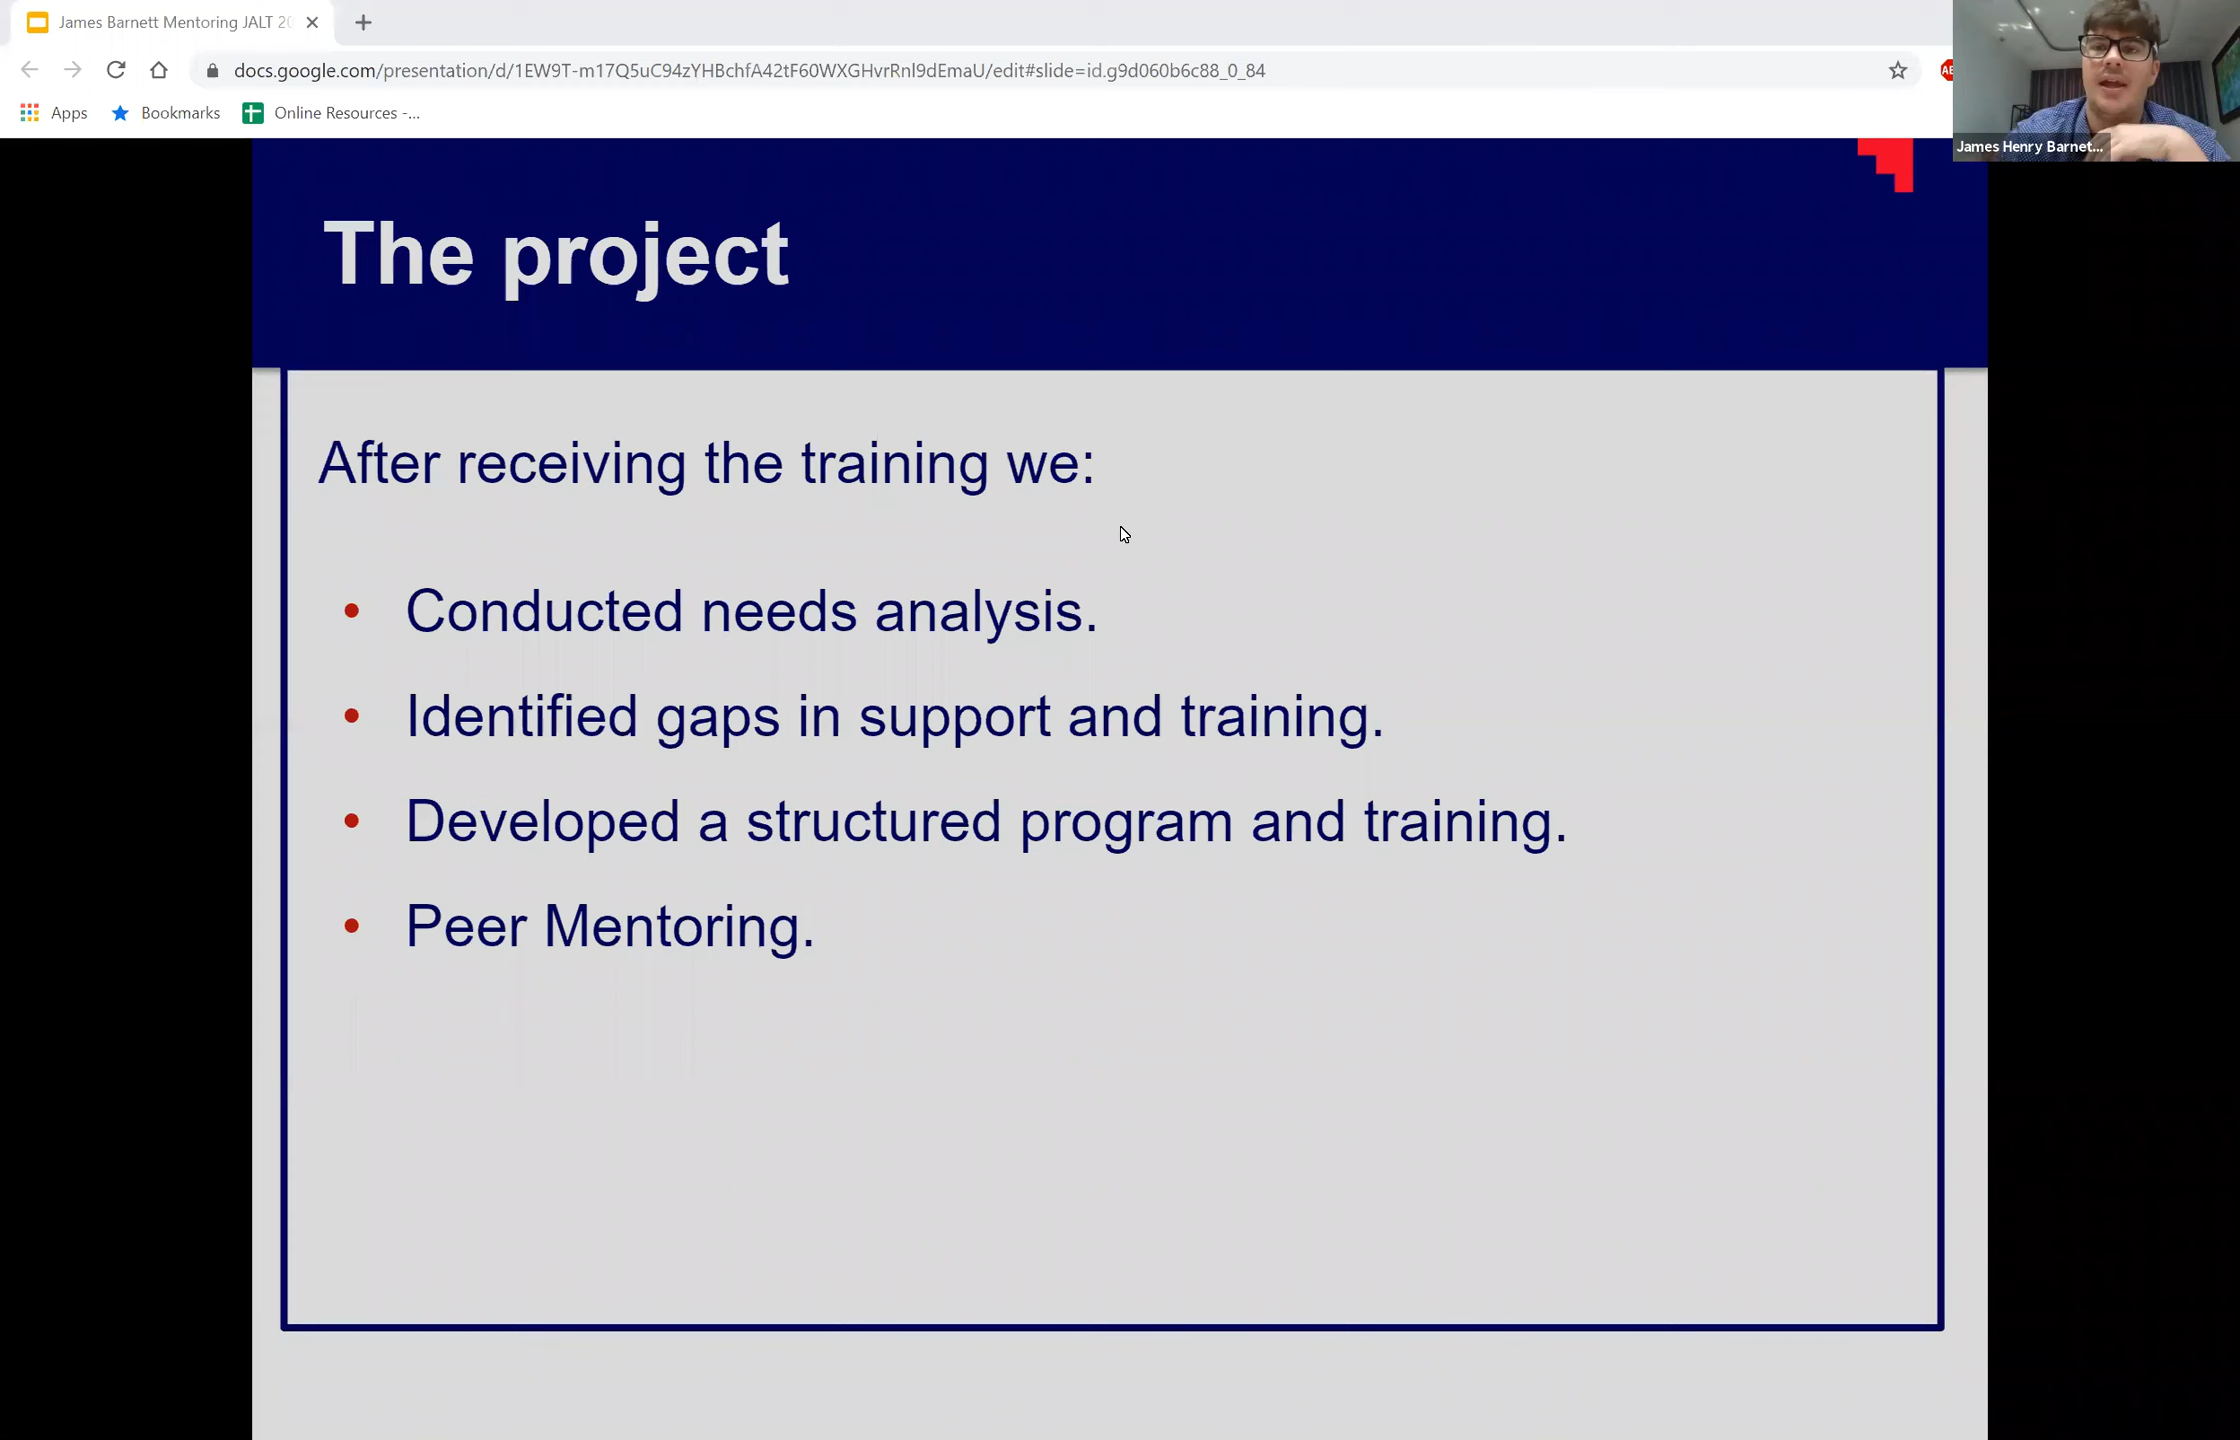 James Barnett Mentoring JALT 20
docs.google.com/presentation/d/1EW9T-m17Q5uC94zYHBchfA42tF60WXGHvrRnl9dEmaU/edit#slide=id.g9d060b6c88_0_84
Apps
Bookmarks
Online Resources -...
James Henry Barnet...
The project
After receiving the training we:
• Conducted needs analysis.
• Identified gaps in support and training.
• Developed a structured program and training.
• Peer Mentoring.